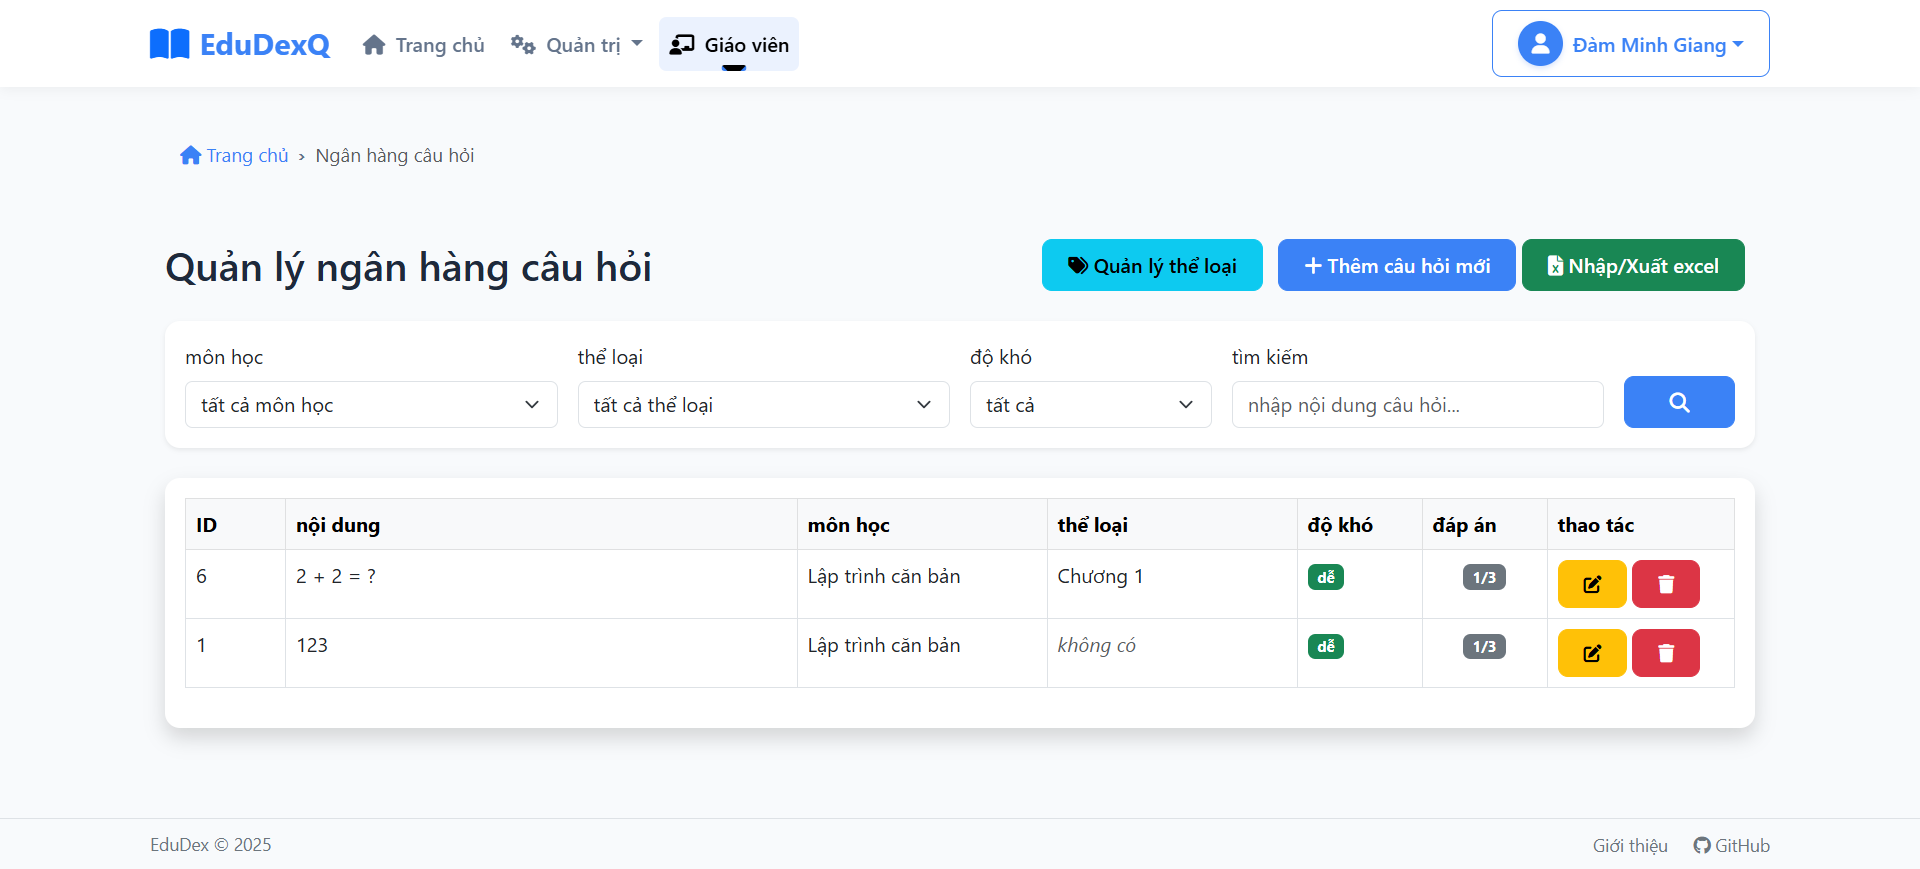 EduDexQ Trang chủ Quản trị Giáo viên Đàm Minh Giang
Trang chủ › Ngân hàng câu hỏi
Quản lý ngân hàng câu hỏi Quản lý thể loại Thêm câu hỏi mới Nhập/Xuất excel
môn học thể loại độ khó tìm kiếm
tất cả môn học tất cả thể loại tất cả nhập nội dung câu hỏi...
ID nội dung môn học thể loại độ khó đáp án thao tác
6 2 + 2 = ? Lập trình căn bản Chương 1 dễ 1/3
1 123 Lập trình căn bản không có dễ 1/3
EduDex © 2025 Giới thiệu GitHub